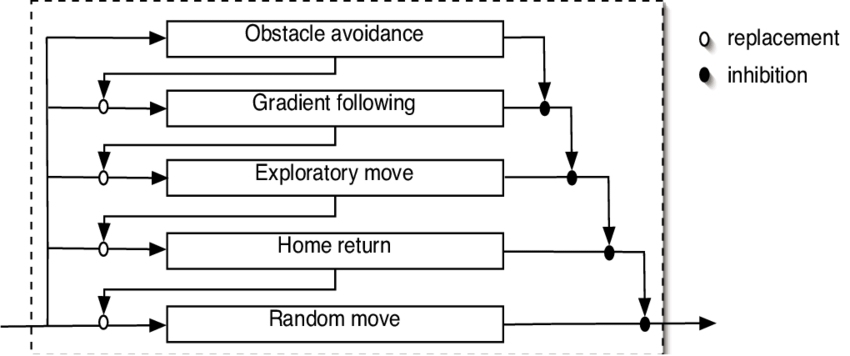 Obstacle avoidance
replacement
inhibition
Gradient following
Exploratory move
Home return
Random move